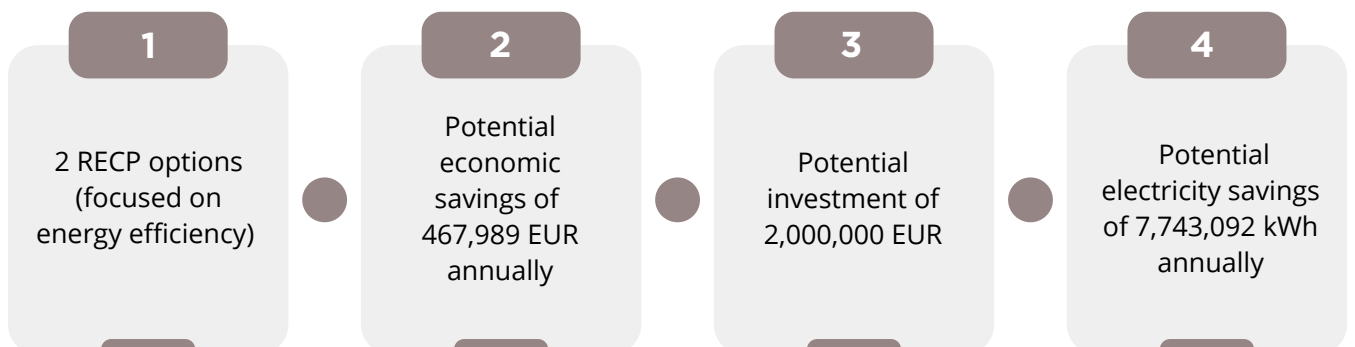 1
2 RECP options
(focused on
energy efficiency)
2
Potential
economic
savings of
467,989 EUR
annually
3
Potential
investment of
2,000,000 EUR
4
Potential
electricity savings
of 7,743,092 kWh
annually